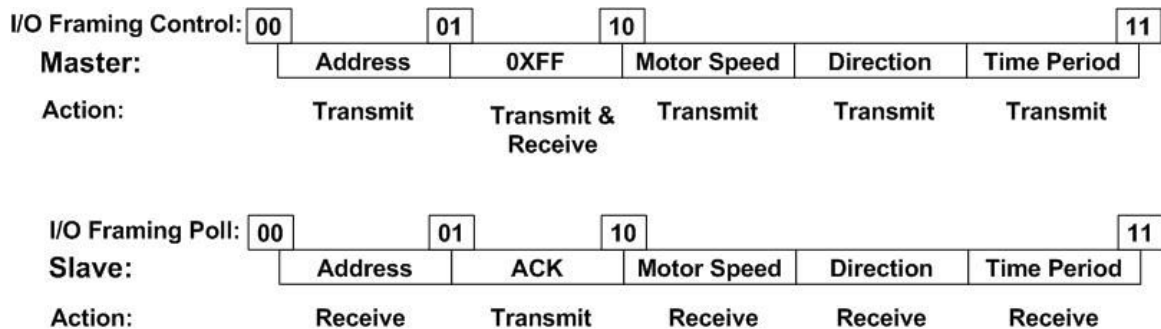 I/O Framing Control: 00 01 10 11
Master: Address 0XFF Motor Speed Direction Time Period
Action: Transmit Transmit & Receive Transmit Transmit Transmit
I/O Framing Poll: 00 01 10 11
Slave: Address ACK Motor Speed Direction Time Period
Action: Receive Transmit Receive Receive Receive